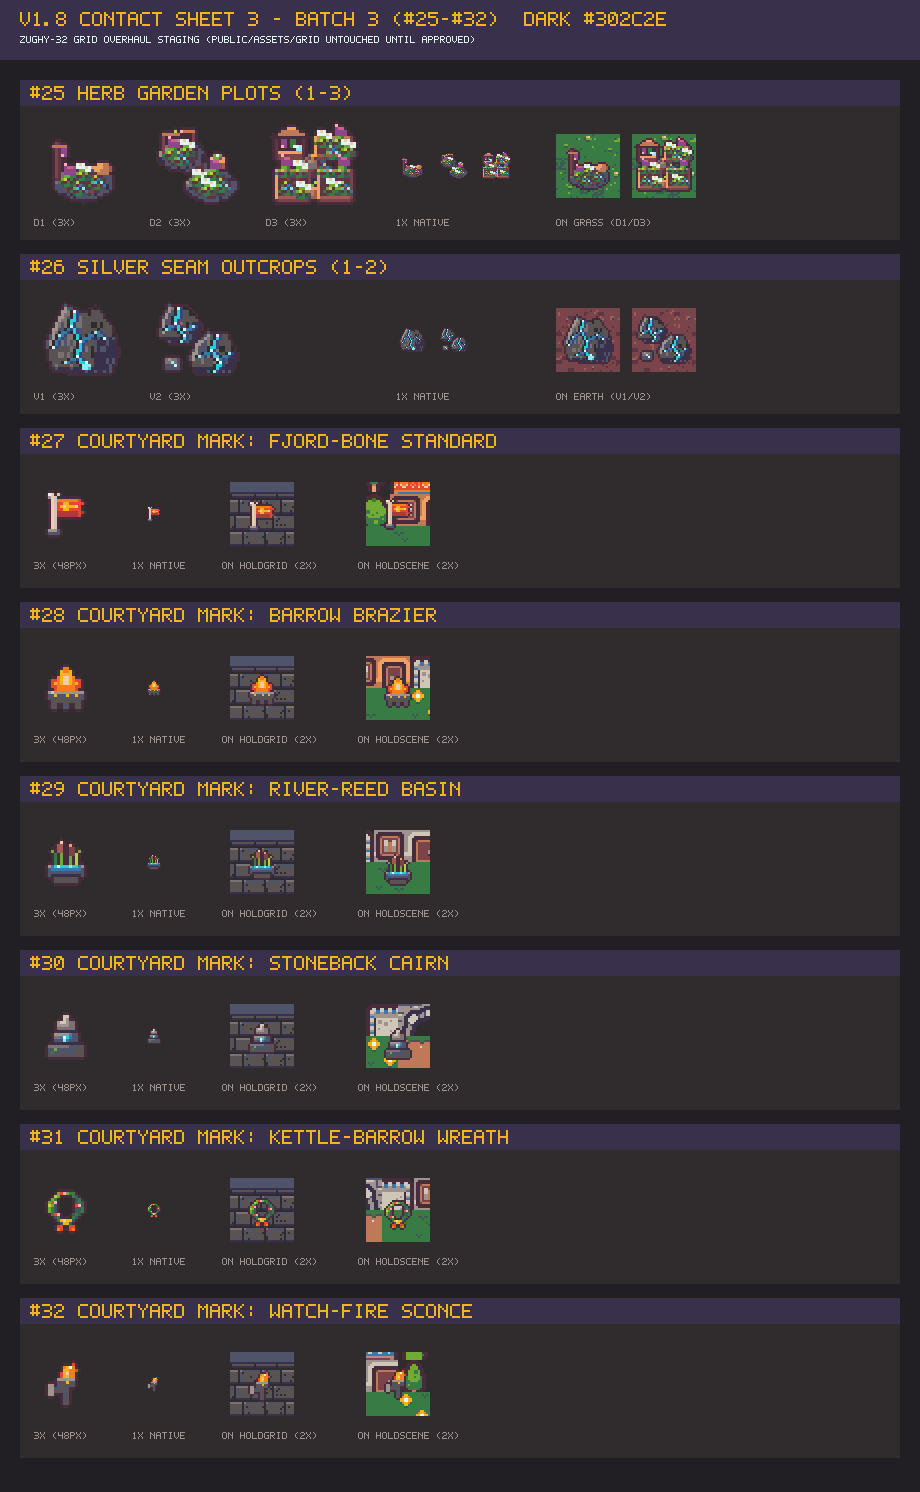 V1.8 CONTACT SHEET 3 - BATCH 3 (#25-#32)  DARK #302C2E
ZUGHY-32 GRID OVERHAUL STAGING (PUBLIC/ASSETS/GRID UNTOUCHED UNTIL APPROVED)
#25 HERB GARDEN PLOTS (1-3)
D1 (3X)
D2 (3X)
D3 (3X)
1X NATIVE
ON GRASS (D1/D3)
#26 SILVER SEAM OUTCROPS (1-2)
V1 (3X)
V2 (3X)
1X NATIVE
ON EARTH (V1/V2)
#27 COURTYARD MARK: FJORD-BONE STANDARD
3X (48PX)
1X NATIVE
ON HOLDGRID (2X)
ON HOLDSCENE (2X)
#28 COURTYARD MARK: BARROW BRAZIER
3X (48PX)
1X NATIVE
ON HOLDGRID (2X)
ON HOLDSCENE (2X)
#29 COURTYARD MARK: RIVER-REED BASIN
3X (48PX)
1X NATIVE
ON HOLDGRID (2X)
ON HOLDSCENE (2X)
#30 COURTYARD MARK: STONEBACK CAIRN
3X (48PX)
1X NATIVE
ON HOLDGRID (2X)
ON HOLDSCENE (2X)
#31 COURTYARD MARK: KETTLE-BARROW WREATH
3X (48PX)
1X NATIVE
ON HOLDGRID (2X)
ON HOLDSCENE (2X)
#32 COURTYARD MARK: WATCH-FIRE SCONCE
3X (48PX)
1X NATIVE
ON HOLDGRID (2X)
ON HOLDSCENE (2X)